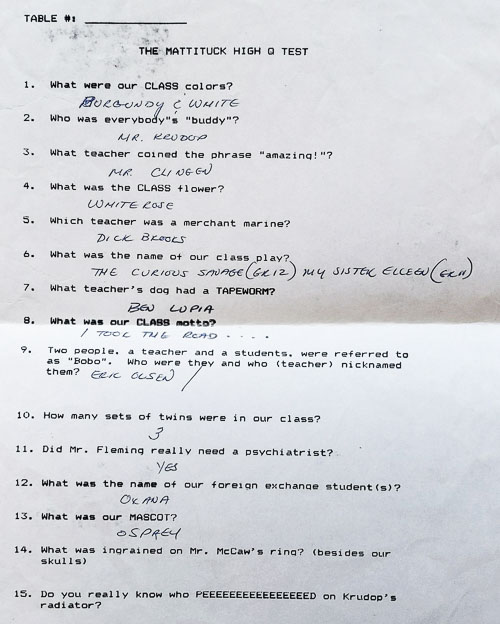 TABLE #: ____________
THE MATTITUCK HIGH Q TEST
1. What were our CLASS colors?
BURGUNDY & WHITE
2. Who was everybody"s "buddy"?
MR. KRUDOP
3. What teacher coined the phrase "amazing!"?
MR. CLINGEN
4. What was the CLASS flower?
WHITE ROSE
5. Which teacher was a merchant marine?
DICK BROOKS
6. What was the name of our class play?
THE CURIOUS SAVAGE (GR 12) MY SISTER EILEEN (GR 11)
7. What teacher's dog had a TAPEWORM?
BEN LUPIA
8. What was our CLASS motto?
I TOOK THE ROAD ....
9. Two people, a teacher and a students, were referred to
as "Bobo". Who were they and who (teacher) nicknamed
them? ERIC OLSEN /
10. How many sets of twins were in our class?
3
11. Did Mr. Fleming really need a psychiatrist?
YES
12. What was the name of our foreign exchange student(s)?
OKANA
13. What was our MASCOT?
OSPREY
14. What was ingrained on Mr. McCaw's ring? (besides our
skulls)
15. Do you really know who PEEEEEEEEEEEEEEEED on Krudop's
radiator?